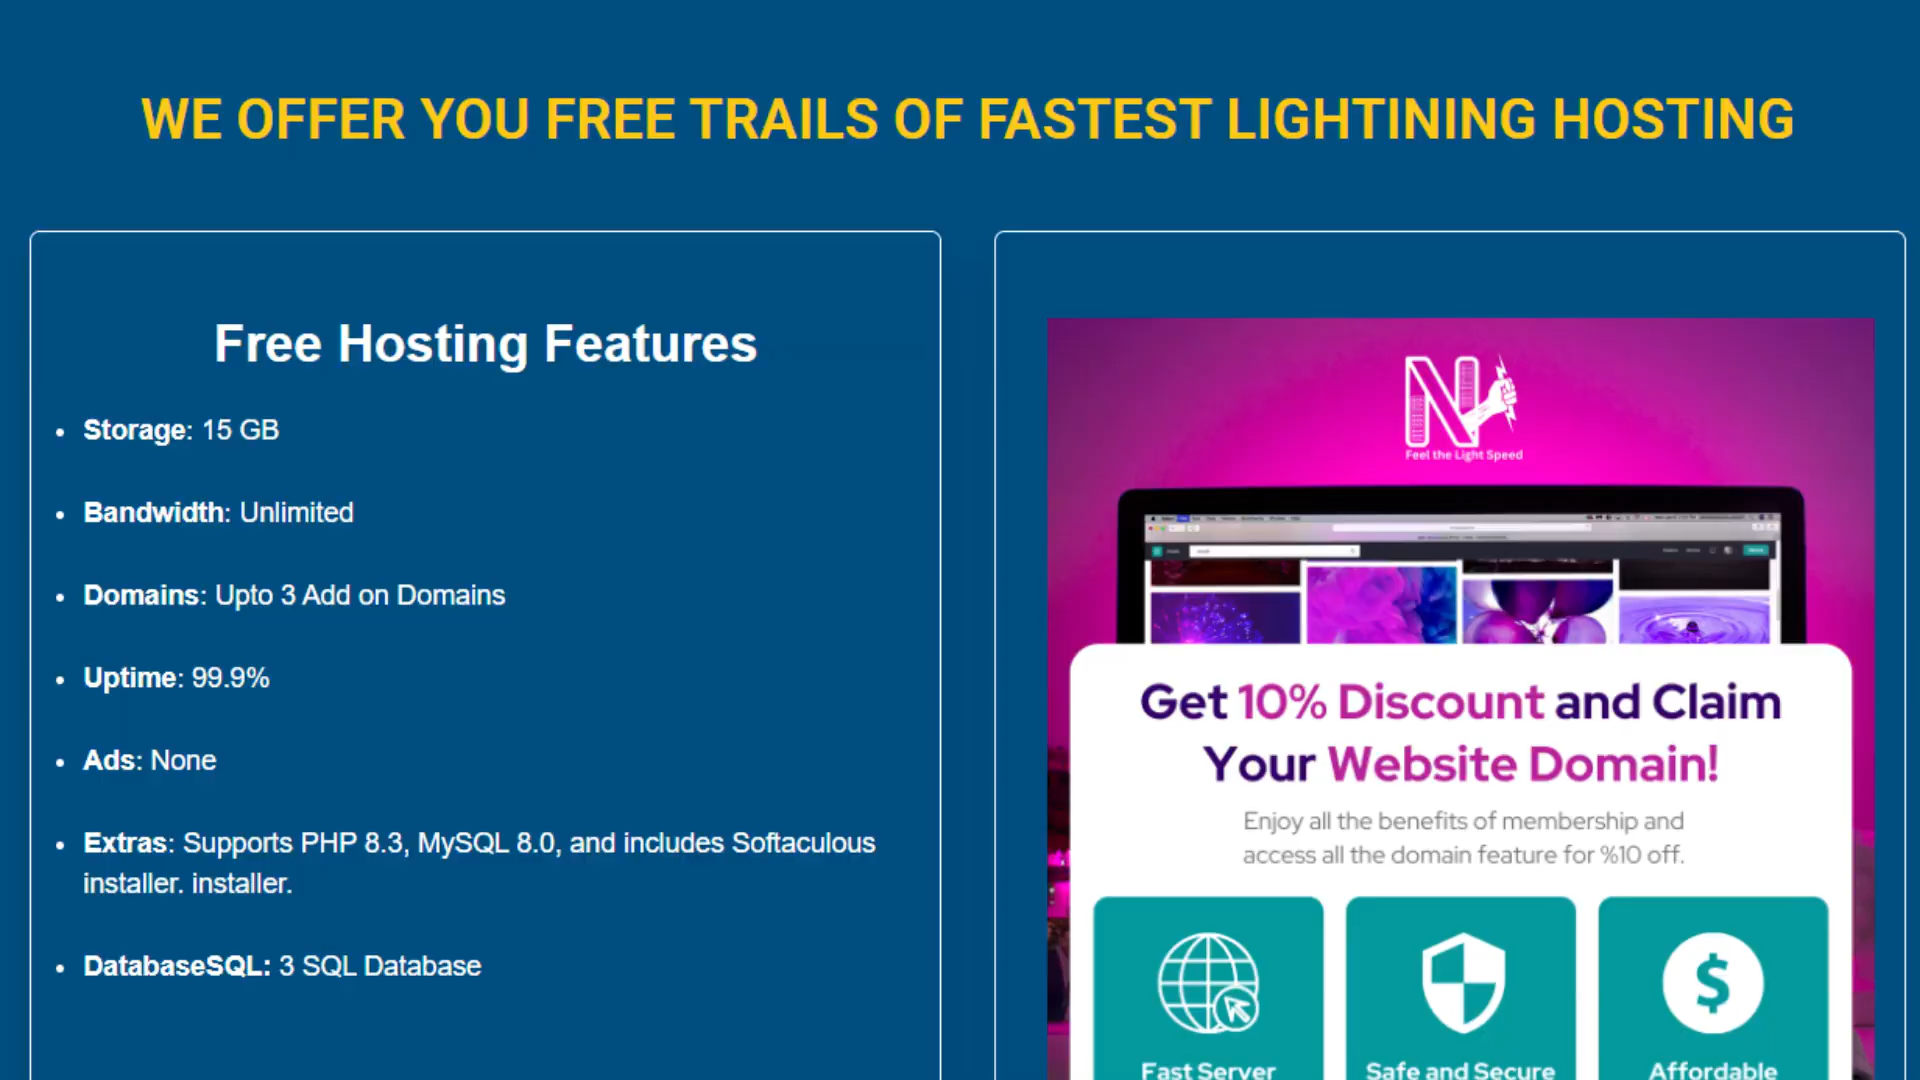 WE OFFER YOU FREE TRAILS OF FASTEST LIGHTINING HOSTING
Free Hosting Features
• Storage: 15 GB
• Bandwidth: Unlimited
• Domains: Upto 3 Add on Domains
• Uptime: 99.9%
• Ads: None
• Extras: Supports PHP 8.3, MySQL 8.0, and includes Softaculous
installer. installer.
• DatabaseSQL: 3 SQL Database
N
Feel the Light Speed
Get 10% Discount and Claim
Your Website Domain!
Enjoy all the benefits of membership and
access all the domain feature for %10 off.
Fast Server
Safe and Secure
Affordable